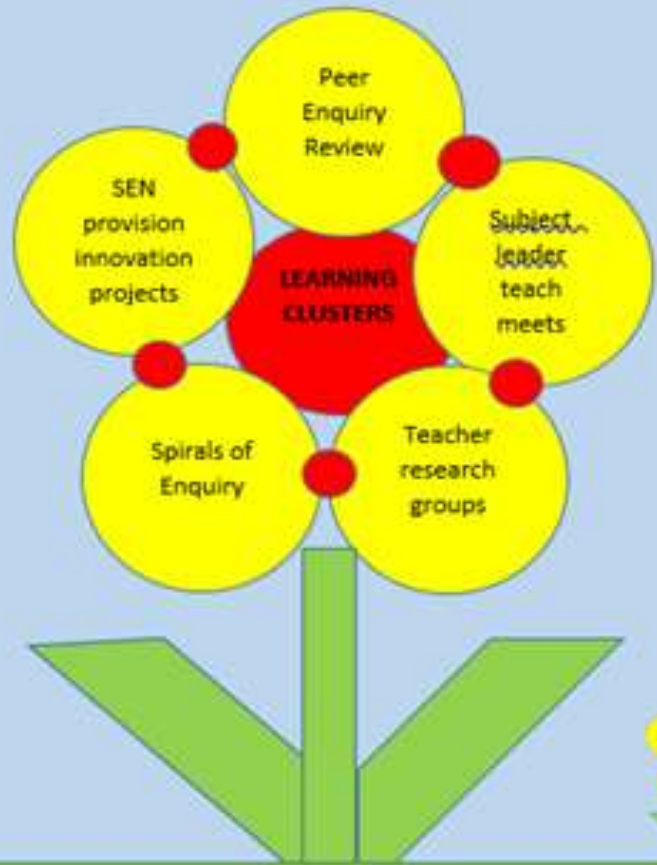 Peer
Enquiry
Review
SEN
provision
innovation
projects
LEARNING
CLUSTERS
Subject
leader
teach
meets
Spirals of
Enquiry
Teacher
research
groups